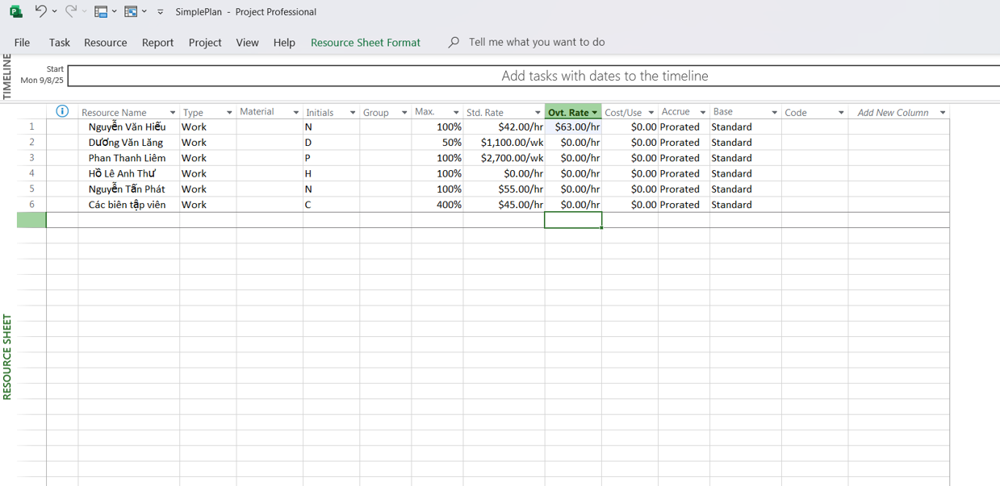 SimplePlan - Project Professional
File Task Resource Report Project View Help Resource Sheet Format Tell me what you want to do
TIMELINE
Start
Mon 9/8/25
Add tasks with dates to the timeline
Resource Name Type Material Initials Group Max. Std. Rate Ovt. Rate Cost/Use Accrue Base Code Add New Column
1 Nguyễn Văn Hiếu Work N 100% $42.00/hr $63.00/hr $0.00 Prorated Standard
2 Dương Văn Lăng Work D 50% $1,100.00/wk $0.00/hr $0.00 Prorated Standard
3 Phan Thanh Liêm Work P 100% $2,700.00/wk $0.00/hr $0.00 Prorated Standard
4 Hồ Lê Anh Thư Work H 100% $0.00/hr $0.00/hr $0.00 Prorated Standard
5 Nguyễn Tấn Phát Work N 100% $55.00/hr $0.00/hr $0.00 Prorated Standard
6 Các biên tập viên Work C 400% $45.00/hr $0.00/hr $0.00 Prorated Standard
RESOURCE SHEET